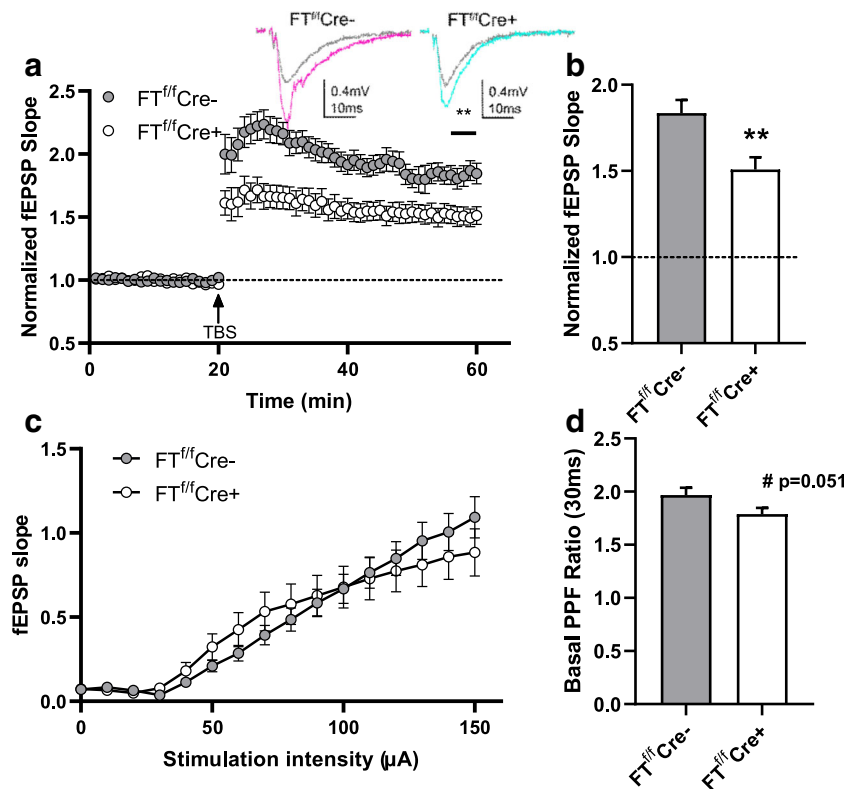 FTf/fCre-
FTf/fCre+
0.4mV
10ms
0.4mV
10ms
**
a
FTf/fCre-
FTf/fCre+
Normalized fEPSP Slope
2.5
2.0
1.5
1.0
0.5
TBS
0
20
40
60
Time (min)
b
Normalized fEPSP Slope
2.0
1.5
1.0
0.5
**
FTf/fCre-
FTf/fCre+
c
FTf/fCre-
FTf/fCre+
fEPSP slope
1.5
1.0
0.5
0.0
0
50
100
150
Stimulation intensity (µA)
d
Basal PPF Ratio (30ms)
2.5
2.0
1.5
1.0
0.5
0.0
# p=0.051
FTf/fCre-
FTf/fCre+